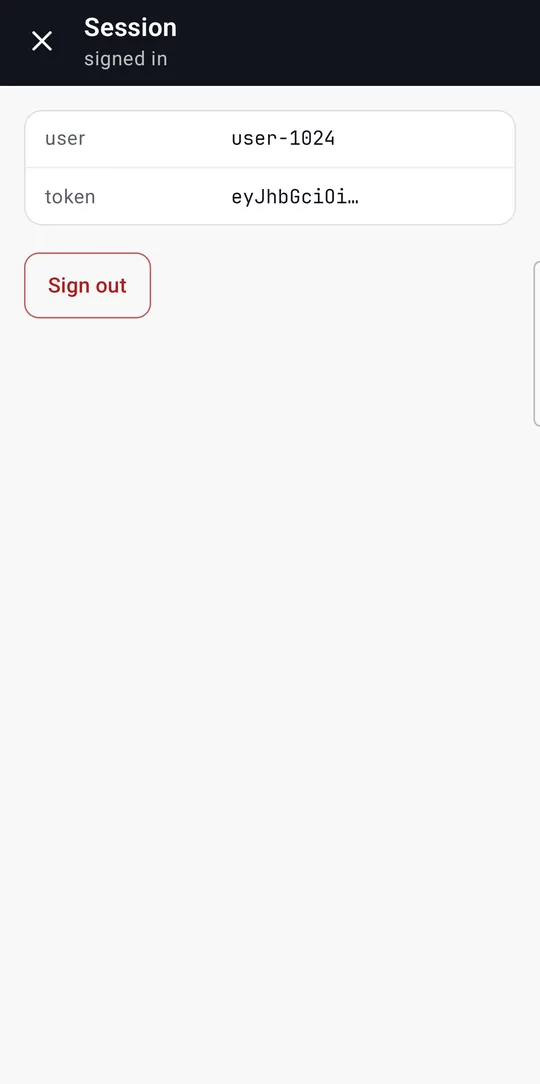 Session
signed in
user user-1024
token eyJhbGciOi…
Sign out